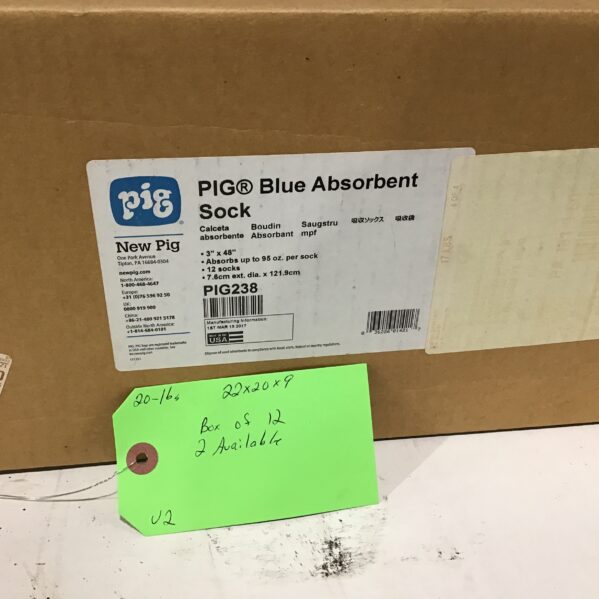 pig
New Pig
One Pork Avenue
Tipton, PA 16684-0304
newpig.com
North America:
1-800-468-4647
Europe:
+31 (0)76 596 92 50
UK:
0800 919 900
China:
+86-21-400 921 5178
Outside North America:
+1-814-684-0101
PIG® Blue Absorbent
Sock
Calceta absorbente
Boudin Absorbant
Saugstru mpf
吸収ソックス
• 3" x 48"
• Absorbs up to 95 oz. per sock
• 12 socks
• 7.6cm ext. dia. x 121.9cm
PIG238
Manufacturing Information:
1ST MAR 15 2017
MADE IN
USA
20-lbs 22x20x9
Box of 12
2 Available
U2